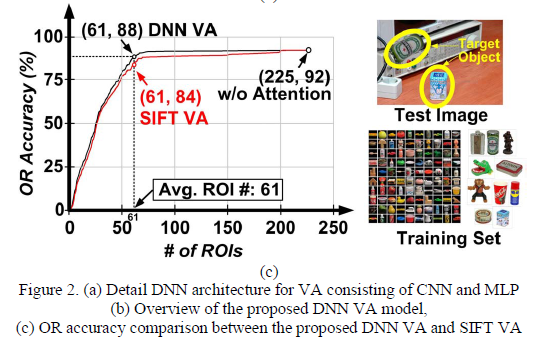 (61, 88) DNN VA
(61, 84)
SIFT VA
(225, 92)
w/o Attention
Avg. ROI #: 61
OR Accuracy (%)
100
75
50
25
0
0
50
61
100
150
200
250
# of ROIs
Target
Object
Test Image
Training Set
(c)
Figure 2. (a) Detail DNN architecture for VA consisting of CNN and MLP
(b) Overview of the proposed DNN VA model,
(c) OR accuracy comparison between the proposed DNN VA and SIFT VA